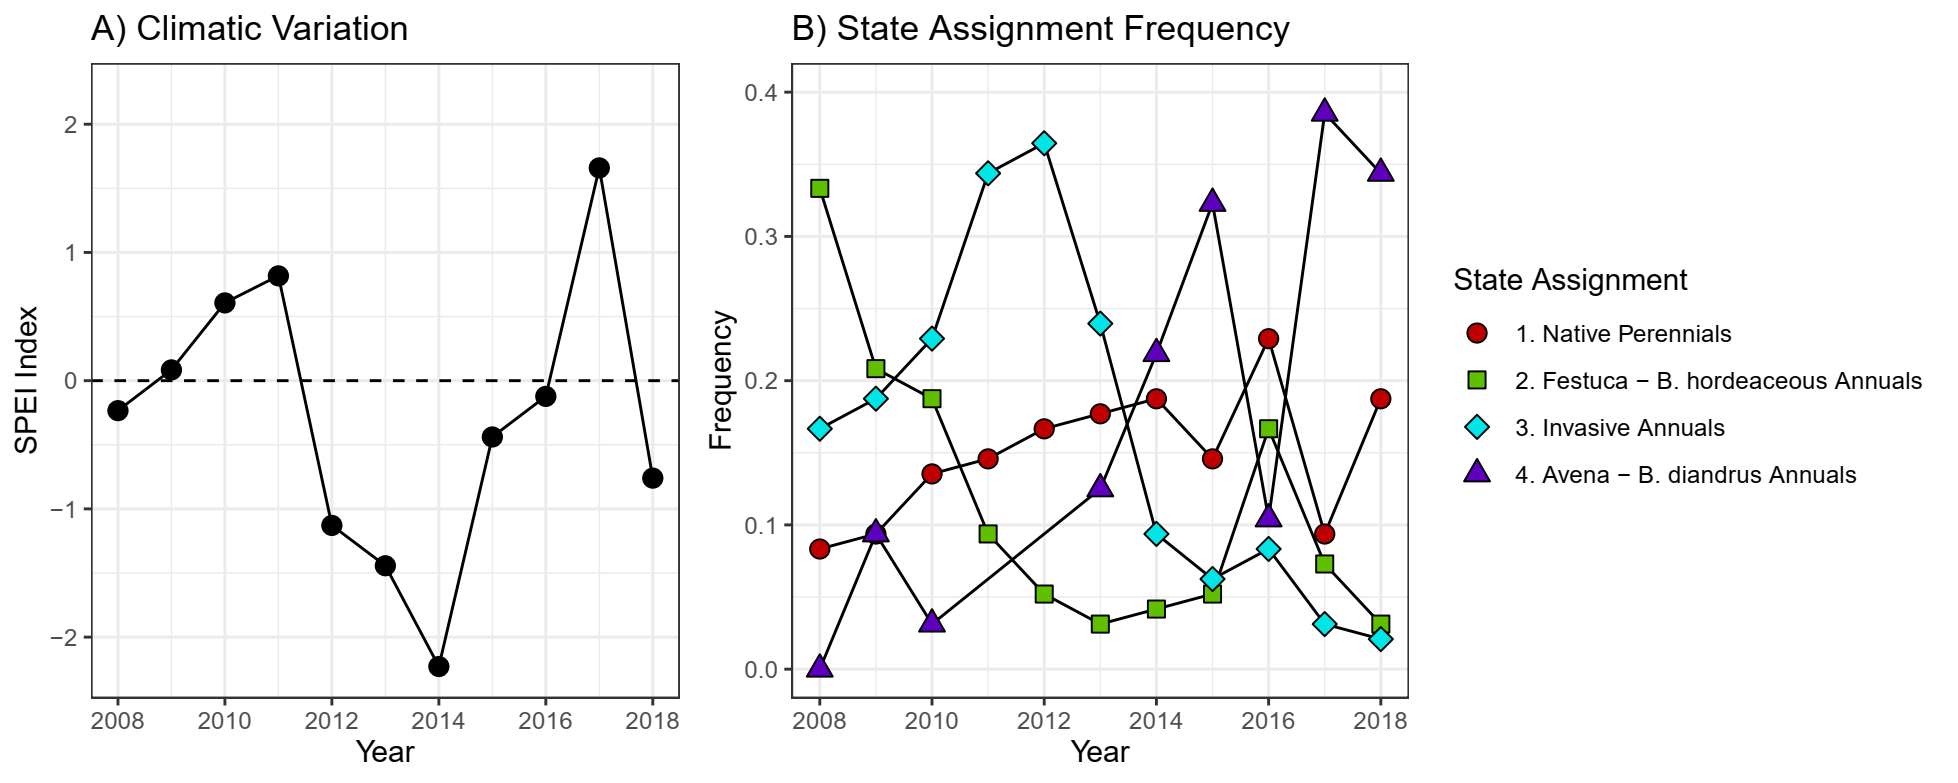 A) Climatic Variation
B) State Assignment Frequency
SPEI Index
2
1
0
−1
−2
2008 2010 2012 2014 2016 2018
Year
Frequency
0.4
0.3
0.2
0.1
0.0
2008 2010 2012 2014 2016 2018
Year
State Assignment
1. Native Perennials
2. Festuca − B. hordeaceous Annuals
3. Invasive Annuals
4. Avena − B. diandrus Annuals